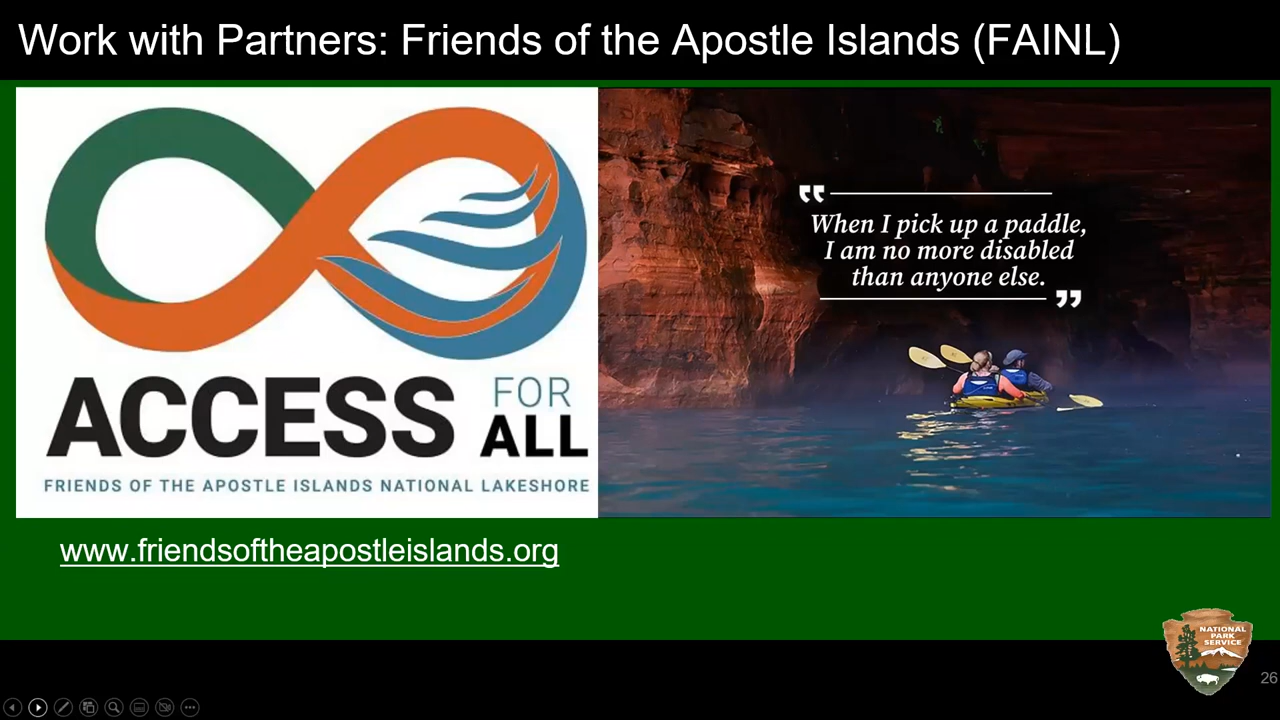 Work with Partners: Friends of the Apostle Islands (FAINL)
ACCESS FOR ALL
FRIENDS OF THE APOSTLE ISLANDS NATIONAL LAKESHORE
“
When I pick up a paddle,
I am no more disabled
than anyone else.
”
www.friendsoftheapostleislands.org
NATIONAL
PARK
SERVICE
26